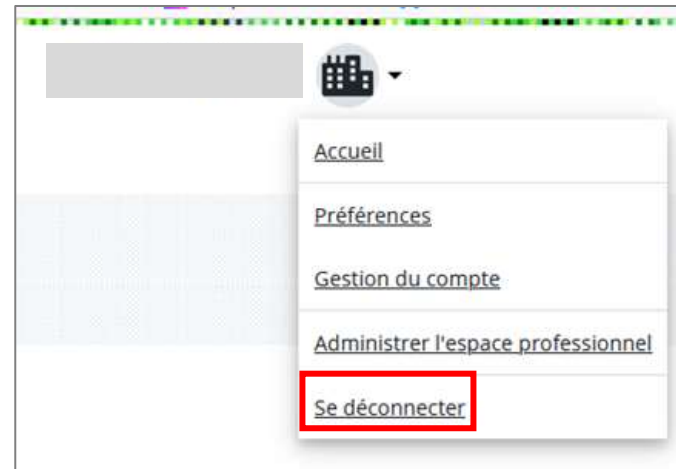 Accueil
Préférences
Gestion du compte
Administrer l'espace professionnel
Se déconnecter